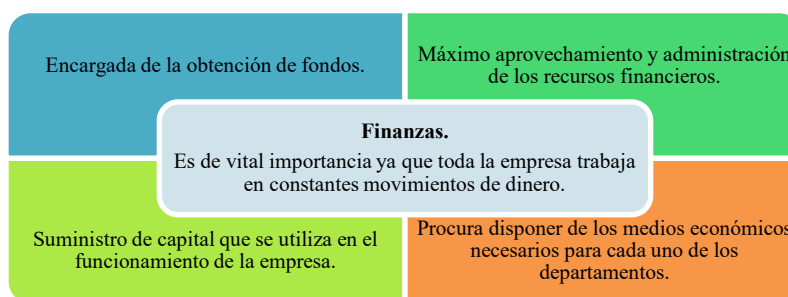 Encargada de la obtención de fondos.
Máximo aprovechamiento y administración
de los recursos financieros.
Finanzas.
Es de vital importancia ya que toda la empresa trabaja
en constantes movimientos de dinero.
Suministro de capital que se utiliza en el
funcionamiento de la empresa.
Procura disponer de los medios económicos
necesarios para cada uno de los
departamentos.